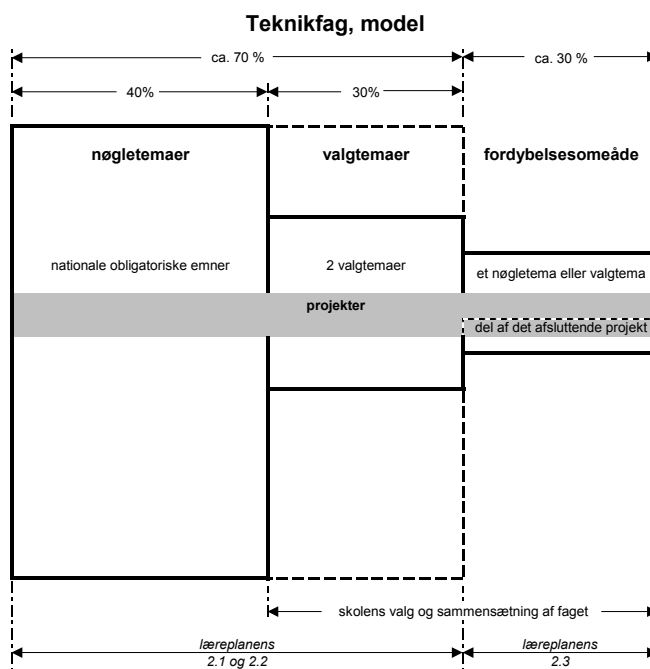 Teknikfag, model
ca. 70 %
ca. 30 %
40%
30%
nøgletemaer
valgtemaer
fordybelsesomeåde
nationale obligatoriske emner
2 valgtemaer
et nøgletema eller valgtema
projekter
del af det afsluttende projekt
skolens valg og sammensætning af faget
læreplanens
2.1 og 2.2
læreplanens
2.3